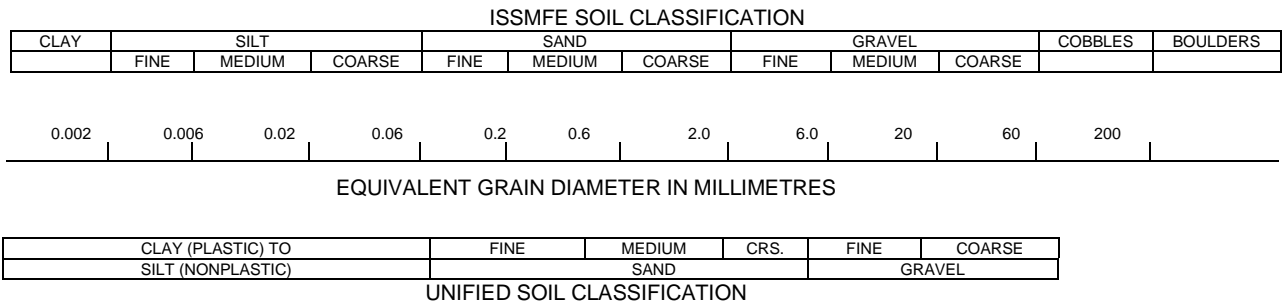 ISSMFE SOIL CLASSIFICATION
CLAY SILT SAND GRAVEL COBBLES BOULDERS
FINE MEDIUM COARSE FINE MEDIUM COARSE FINE MEDIUM COARSE
0.002 0.006 0.02 0.06 0.2 0.6 2.0 6.0 20 60 200
EQUIVALENT GRAIN DIAMETER IN MILLIMETRES
CLAY (PLASTIC) TO FINE MEDIUM CRS. FINE COARSE
SILT (NONPLASTIC) SAND GRAVEL
UNIFIED SOIL CLASSIFICATION